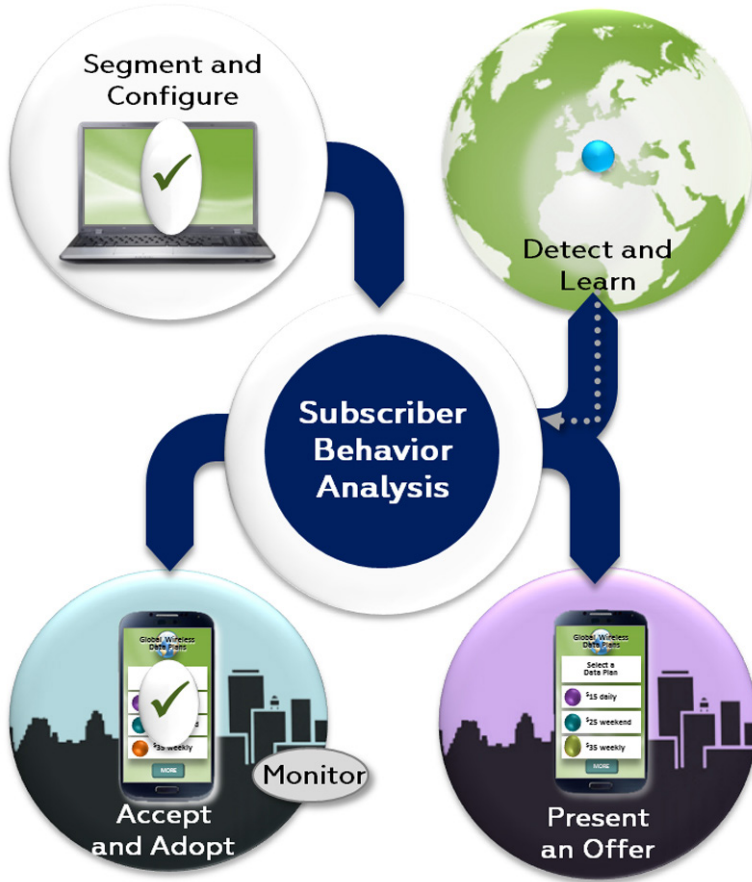 Segment and
Configure
Detect and
Learn
Subscriber
Behavior
Analysis
Global Wireless
Data Plans
$35 weekly
MORE
Monitor
Accept
and Adopt
Global Wireless
Data Plans
Select a
Data Plan
$15 daily
$25 weekend
$35 weekly
MORE
Present
an Offer